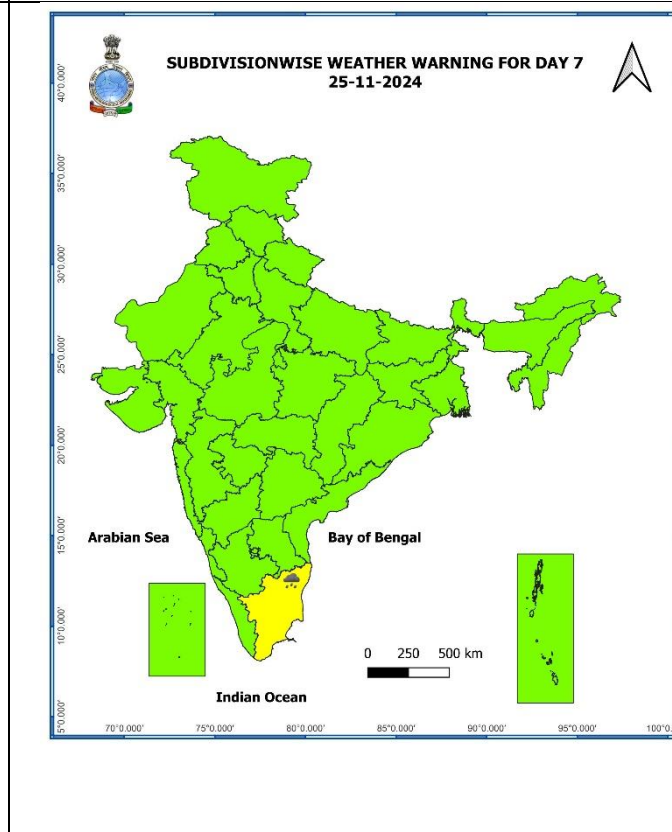 SUBDIVISIONWISE WEATHER WARNING FOR DAY 7
25-11-2024
40°0.000'
35°0.000'
30°0.000'
25°0.000'
20°0.000'
15°0.000'
10°0.000'
5°0.000'
Arabian Sea
Bay of Bengal
0 250 500 km
Indian Ocean
70°0.000' 75°0.000' 80°0.000' 85°0.000' 90°0.000' 95°0.000' 100°0.